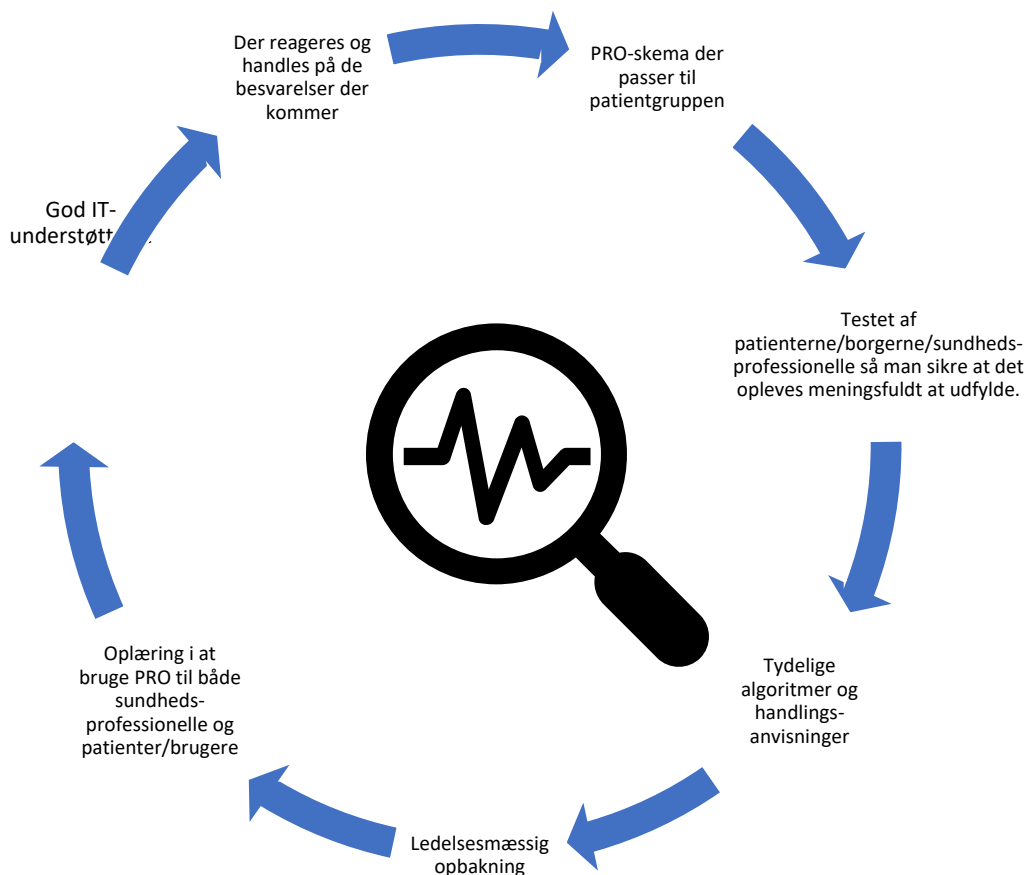 Der reageres og
handles på de
besvarelser der
kommer
PRO-skema der
passer til
patientgruppen
Testet af
patienterne/borgerne/sundheds-
professionelle så man sikre at det
opleves meningsfuldt at udfylde.
Tydelige
algoritmer og
handlings-
anvisninger
Ledelsesmæssig
opbakning
Oplæring i at
bruge PRO til både
sundheds-
professionelle og
patienter/brugere
God IT-